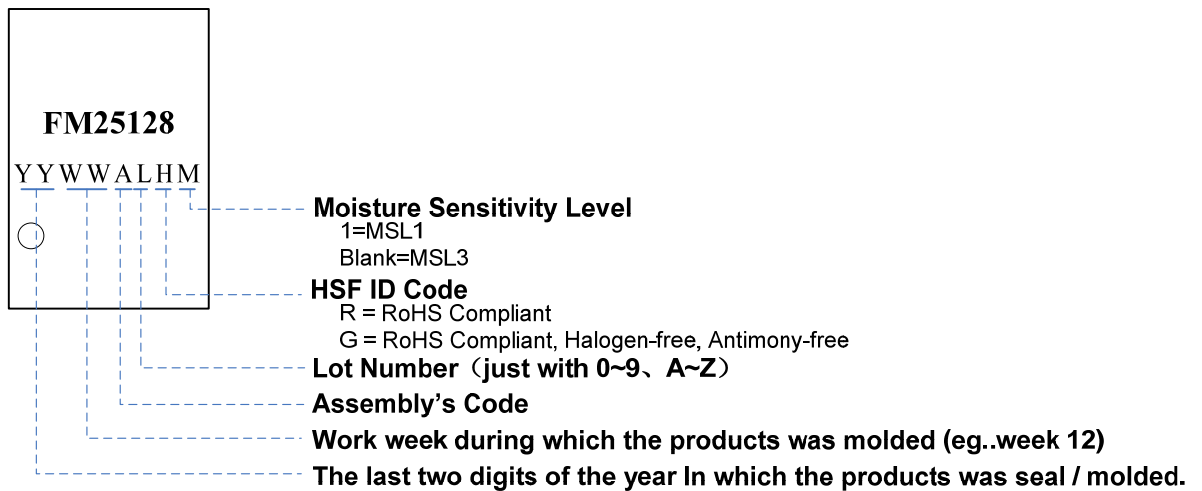 FM25128
YYWWALHM
Moisture Sensitivity Level
1=MSL1
Blank=MSL3
HSF ID Code
R = RoHS Compliant
G = RoHS Compliant, Halogen-free, Antimony-free
Lot Number（just with 0~9、A~Z）
Assembly's Code
Work week during which the products was molded (eg..week 12)
The last two digits of the year In which the products was seal / molded.